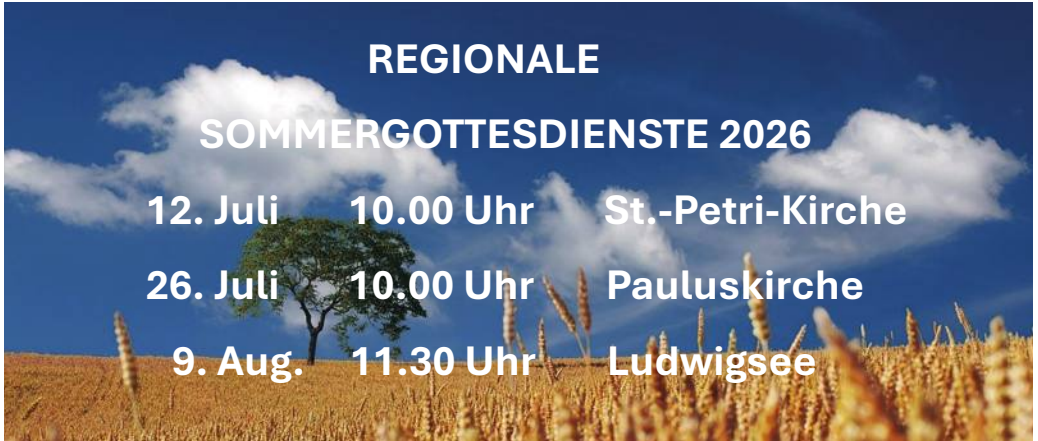 REGIONALE
SOMMERGOTTESDIENSTE 2026
12. Juli 10.00 Uhr St.-Petri-Kirche
26. Juli 10.00 Uhr Pauluskirche
9. Aug. 11.30 Uhr Ludwigsee